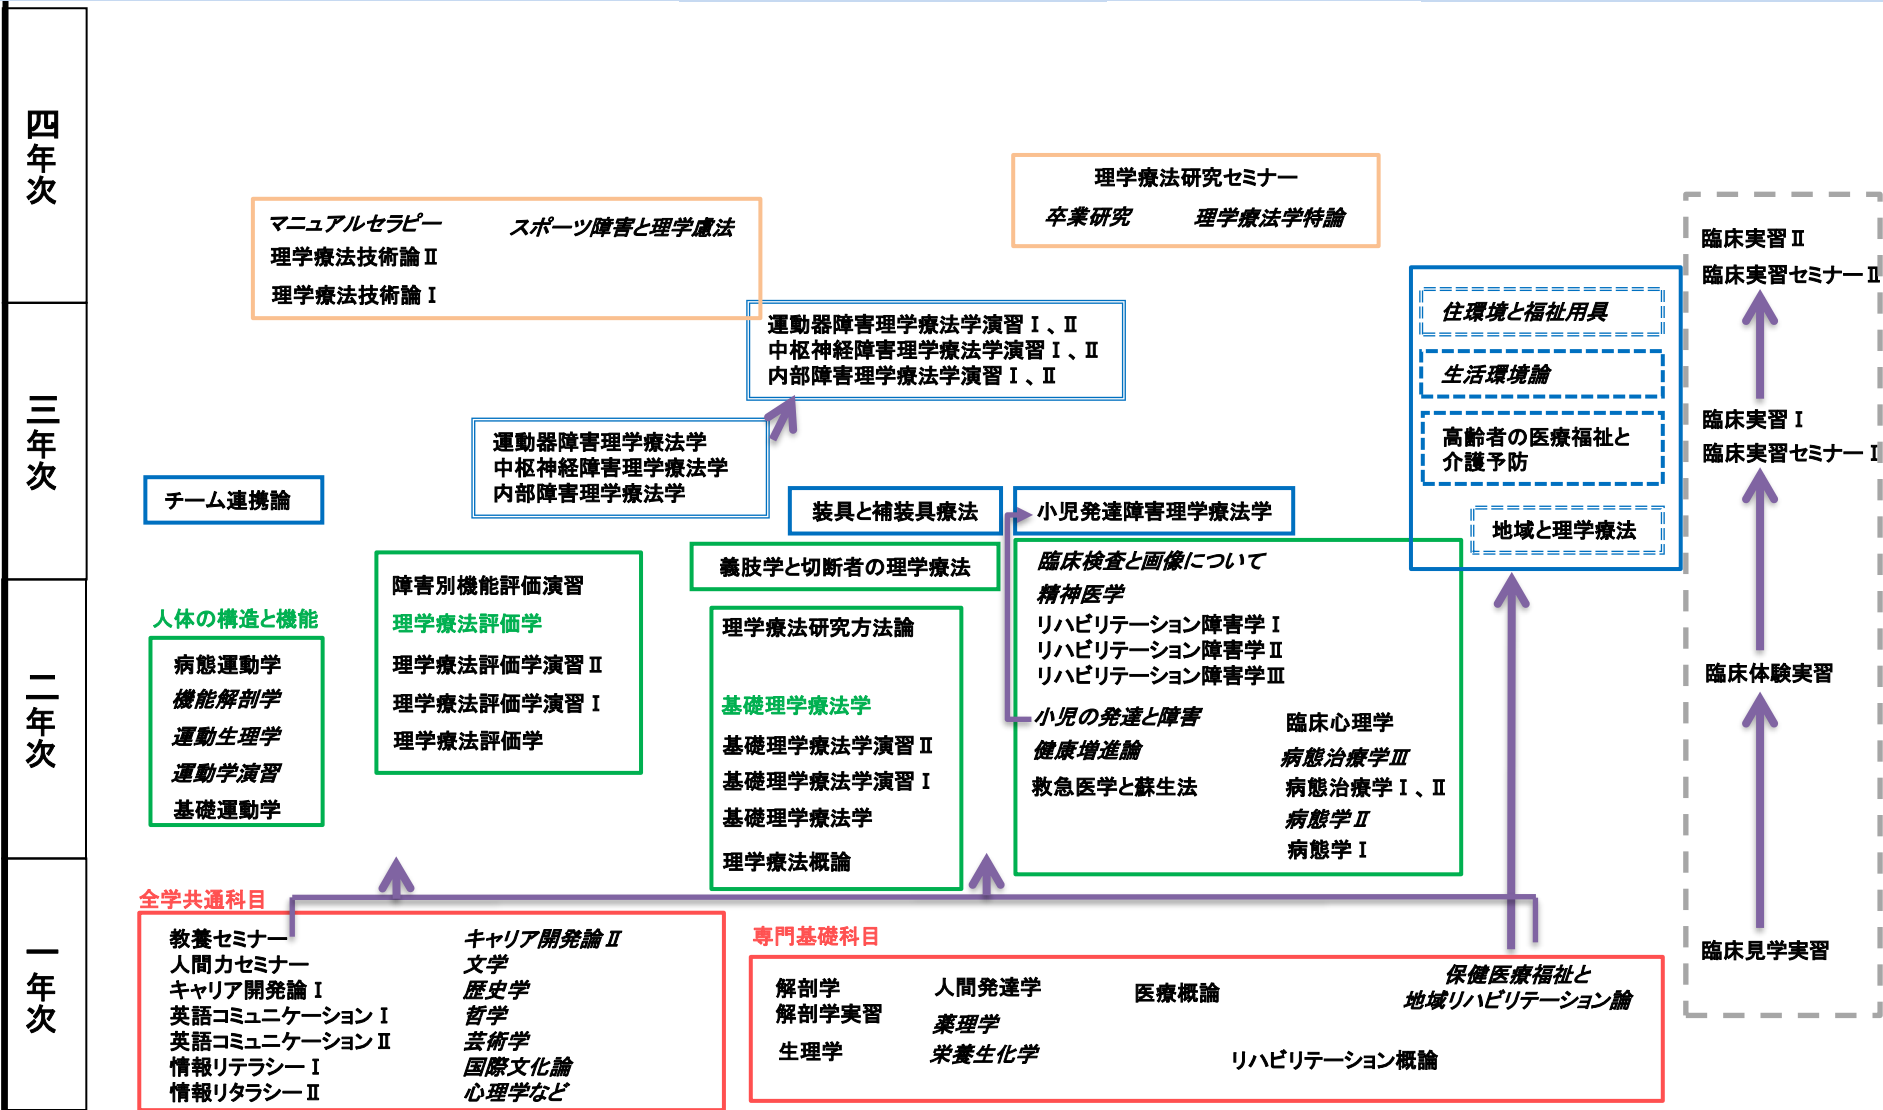 四年次
理学療法研究セミナー
卒業研究 理学療法学特論
マニュアルセラピー スポーツ障害と理学慮法
理学療法技術論Ⅱ
理学療法技術論Ⅰ
臨床実習Ⅱ
臨床実習セミナーⅡ
三年次
運動器障害理学療法学演習Ⅰ、Ⅱ
中枢神経障害理学療法学演習Ⅰ、Ⅱ
内部障害理学療法学演習Ⅰ、Ⅱ
住環境と福祉用具
生活環境論
高齢者の医療福祉と
介護予防
地域と理学療法
臨床実習Ⅰ
臨床実習セミナーⅠ
運動器障害理学療法学
中枢神経障害理学療法学
内部障害理学療法学
チーム連携論
装具と補装具療法
小児発達障害理学療法学
義肢学と切断者の理学療法
二年次
人体の構造と機能
病態運動学
機能解剖学
運動生理学
運動学演習
基礎運動学
障害別機能評価演習
理学療法評価学
理学療法評価学演習Ⅱ
理学療法評価学演習Ⅰ
理学療法評価学
理学療法研究方法論
基礎理学療法学
基礎理学療法学演習Ⅱ
基礎理学療法学演習Ⅰ
基礎理学療法学
理学療法概論
臨床検査と画像について
精神医学
リハビリテーション障害学Ⅰ
リハビリテーション障害学Ⅱ
リハビリテーション障害学Ⅲ
小児の発達と障害
健康増進論
救急医学と蘇生法
臨床心理学
病態治療学Ⅲ
病態治療学Ⅰ、Ⅱ
病態学Ⅱ
病態学Ⅰ
臨床体験実習
一年次
全学共通科目
教養セミナー
人間力セミナー
キャリア開発論Ⅰ
英語コミュニケーションⅠ
英語コミュニケーションⅡ
情報リテラシーⅠ
情報リタラシーⅡ
キャリア開発論Ⅱ
文学
歴史学
哲学
芸術学
国際文化論
心理学など
専門基礎科目
解剖学
解剖学実習
生理学
人間発達学
薬理学
栄養生化学
医療概論
リハビリテーション概論
保健医療福祉と
地域リハビリテーション論
臨床見学実習